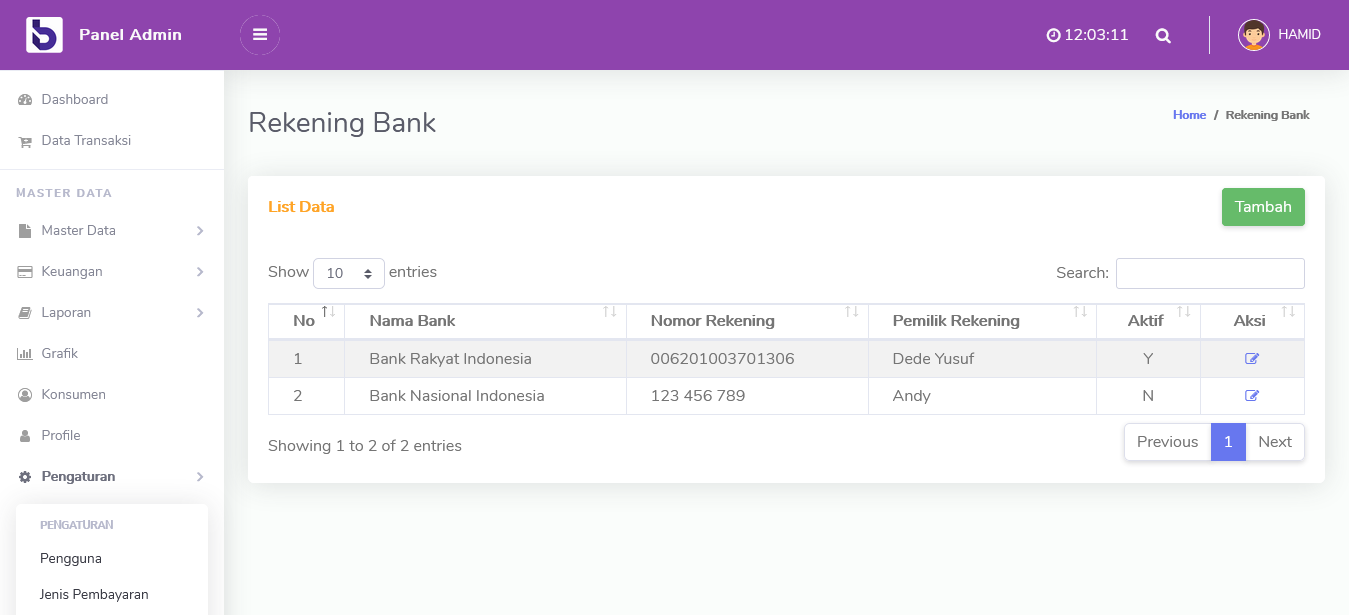 Panel Admin
12:03:11
HAMID
Dashboard
Data Transaksi
MASTER DATA
Master Data
Keuangan
Laporan
Grafik
Konsumen
Profile
Pengaturan
PENGATURAN
Pengguna
Jenis Pembayaran
Rekening Bank
Home / Rekening Bank
List Data
Tambah
Show 10 entries
Search:
No Nama Bank Nomor Rekening Pemilik Rekening Aktif Aksi
1 Bank Rakyat Indonesia 006201003701306 Dede Yusuf Y
2 Bank Nasional Indonesia 123 456 789 Andy N
Showing 1 to 2 of 2 entries
Previous 1 Next